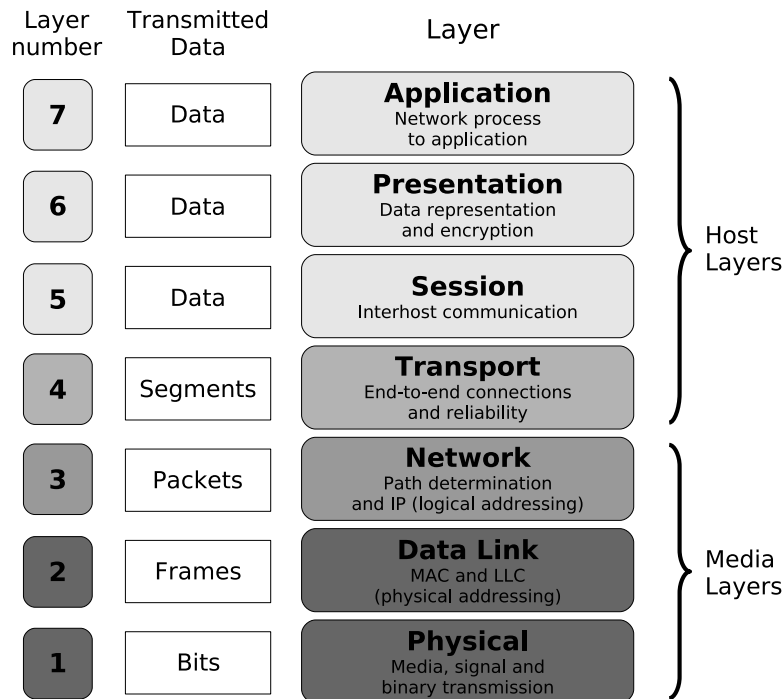 Layer number
Transmitted Data
Layer
7
Data
Application
Network process
to application
6
Data
Presentation
Data representation
and encryption
5
Data
Session
Interhost communication
4
Segments
Transport
End-to-end connections
and reliability
Host
Layers
3
Packets
Network
Path determination
and IP (logical addressing)
2
Frames
Data Link
MAC and LLC
(physical addressing)
1
Bits
Physical
Media, signal and
binary transmission
Media
Layers